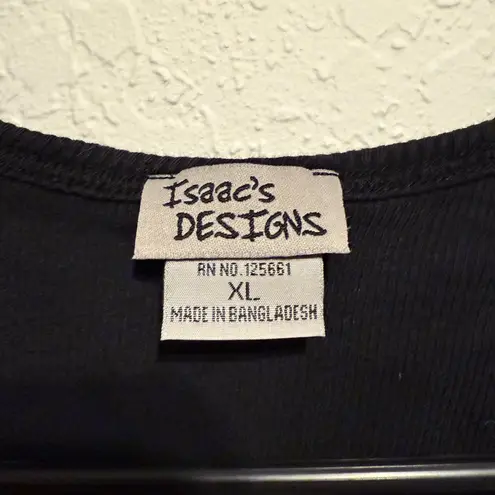 Isaac's
DESIGNS
RN NO.125661
XL
MADE IN BANGLADESH